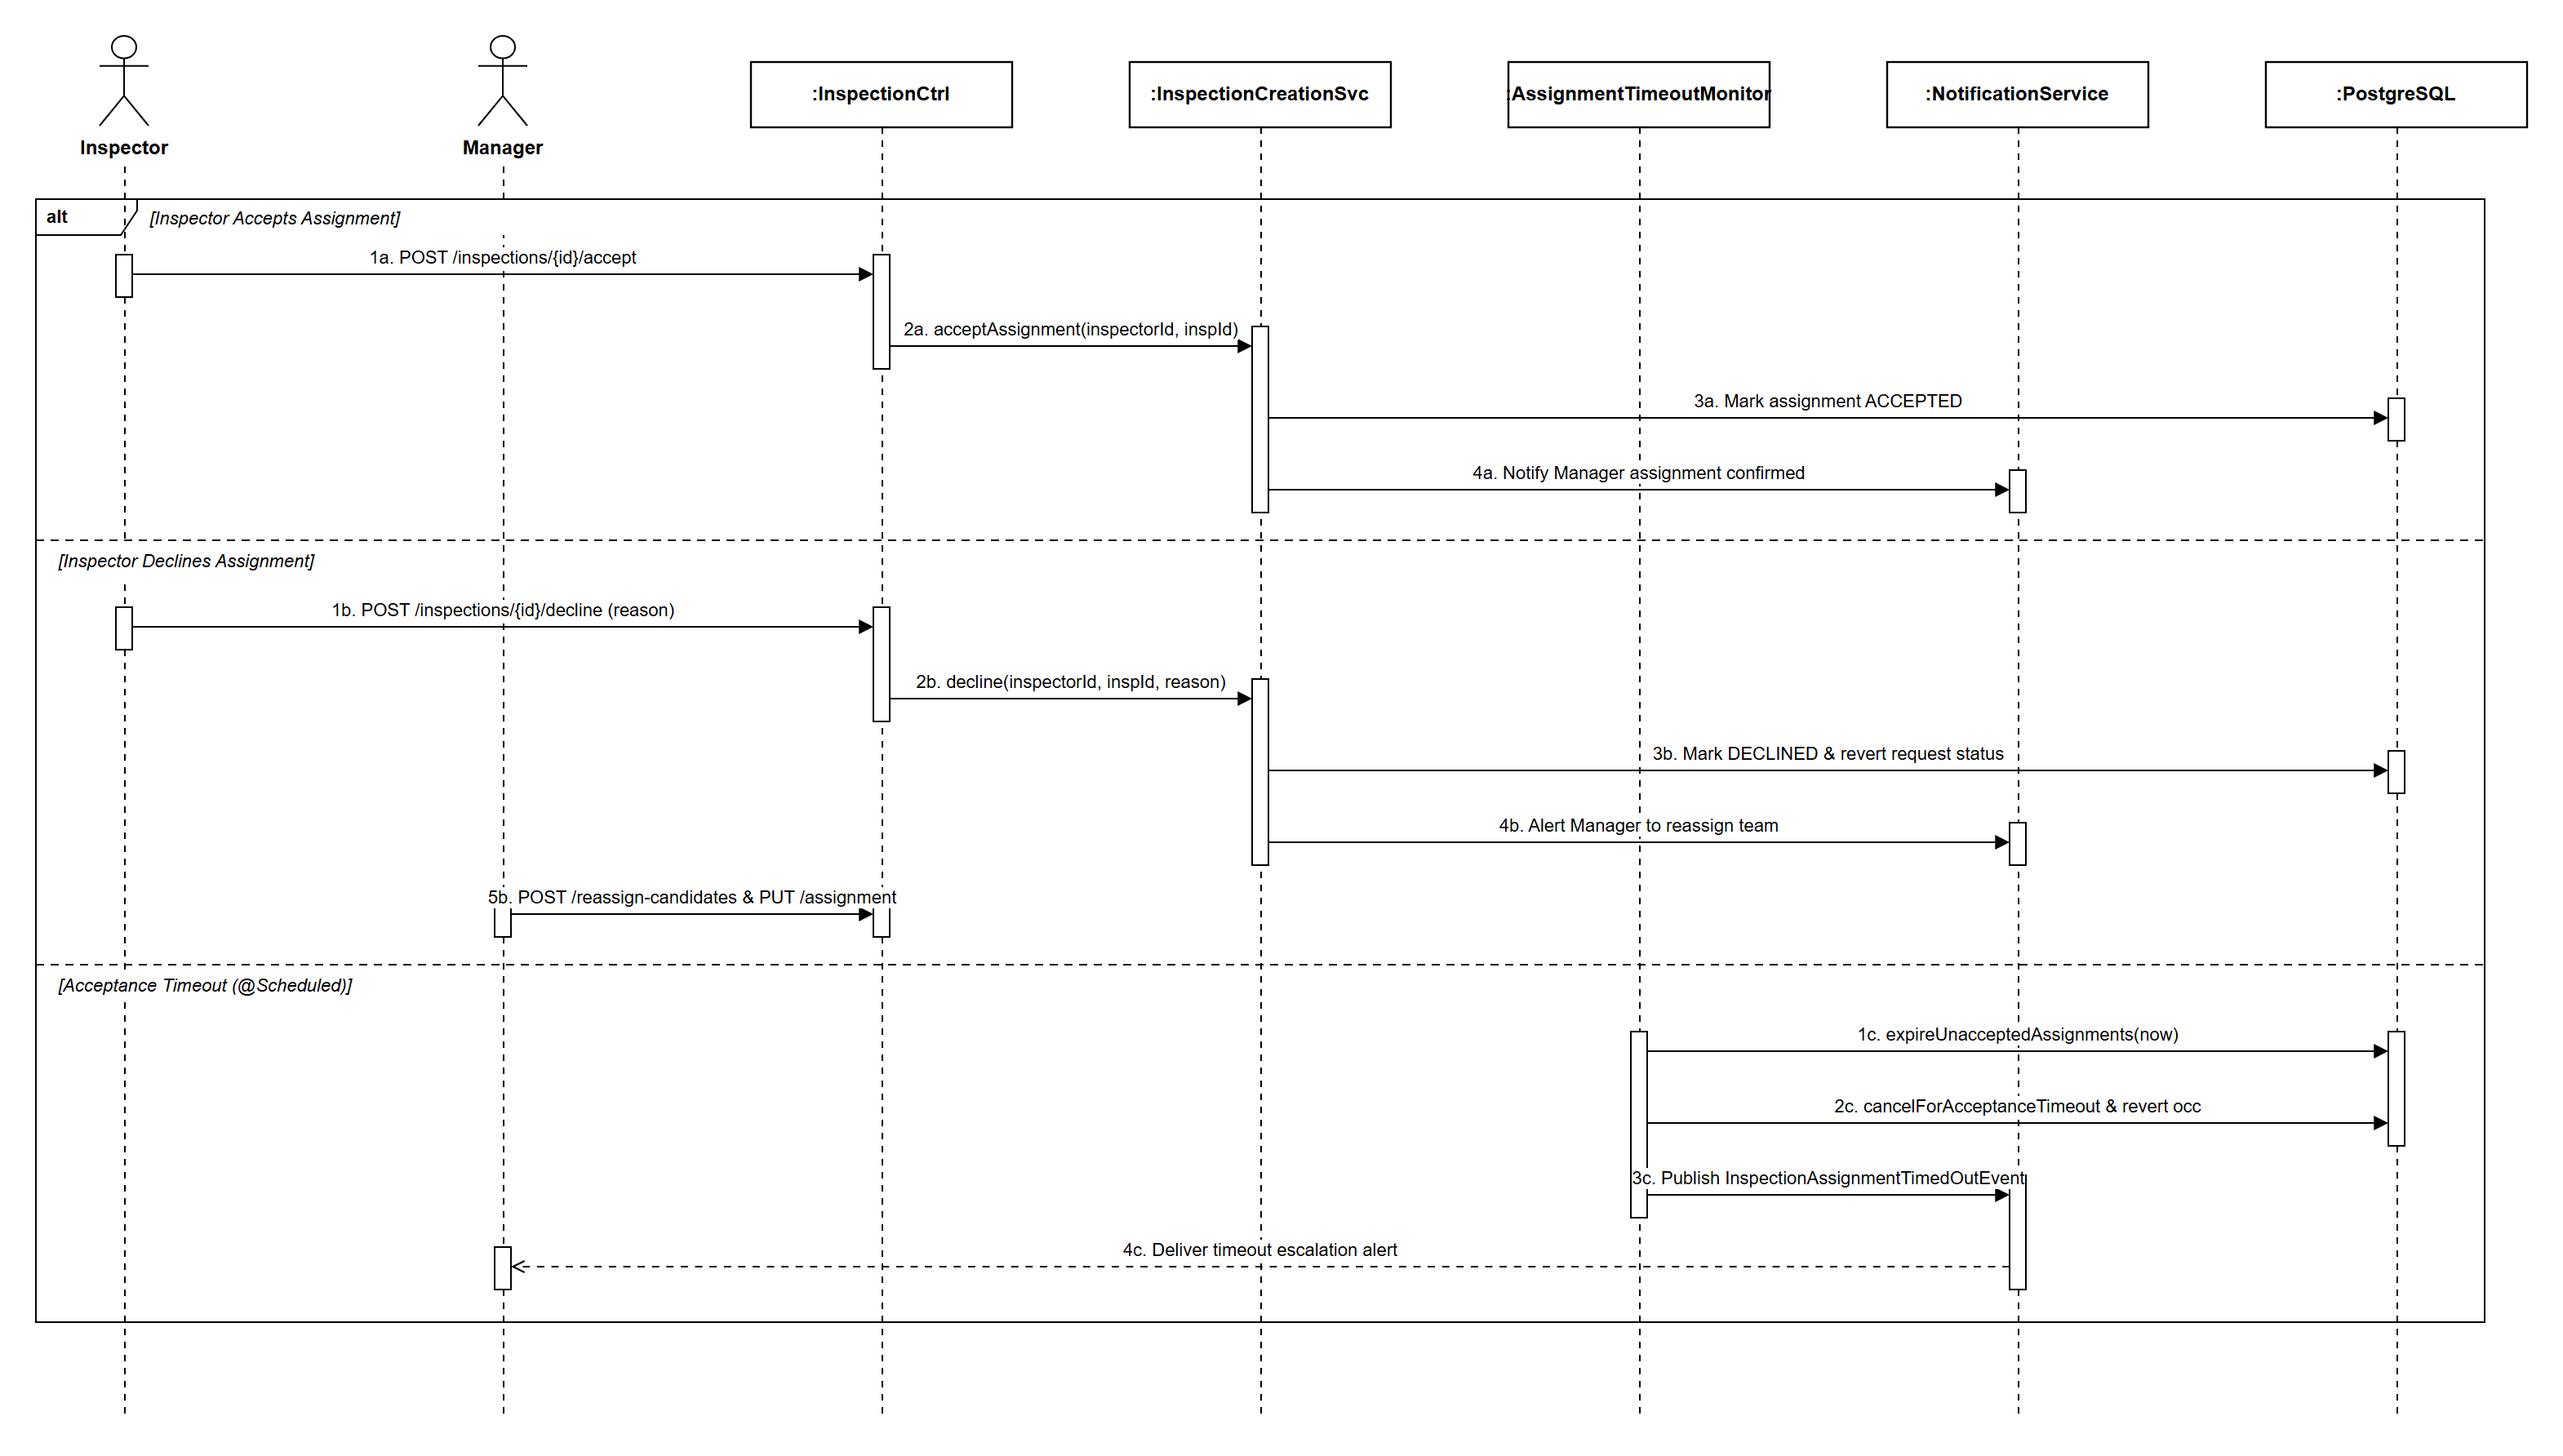 Inspector
Manager
:InspectionCtrl
:InspectionCreationSvc
:AssignmentTimeoutMonitor
:NotificationService
:PostgreSQL
alt
[Inspector Accepts Assignment]
1a. POST /inspections/{id}/accept
2a. acceptAssignment(inspectorId, inspId)
3a. Mark assignment ACCEPTED
4a. Notify Manager assignment confirmed
[Inspector Declines Assignment]
1b. POST /inspections/{id}/decline (reason)
2b. decline(inspectorId, inspId, reason)
3b. Mark DECLINED & revert request status
4b. Alert Manager to reassign team
5b. POST /reassign-candidates & PUT /assignment
[Acceptance Timeout (@Scheduled)]
1c. expireUnacceptedAssignments(now)
2c. cancelForAcceptanceTimeout & revert occ
3c. Publish InspectionAssignmentTimedOutEvent
4c. Deliver timeout escalation alert